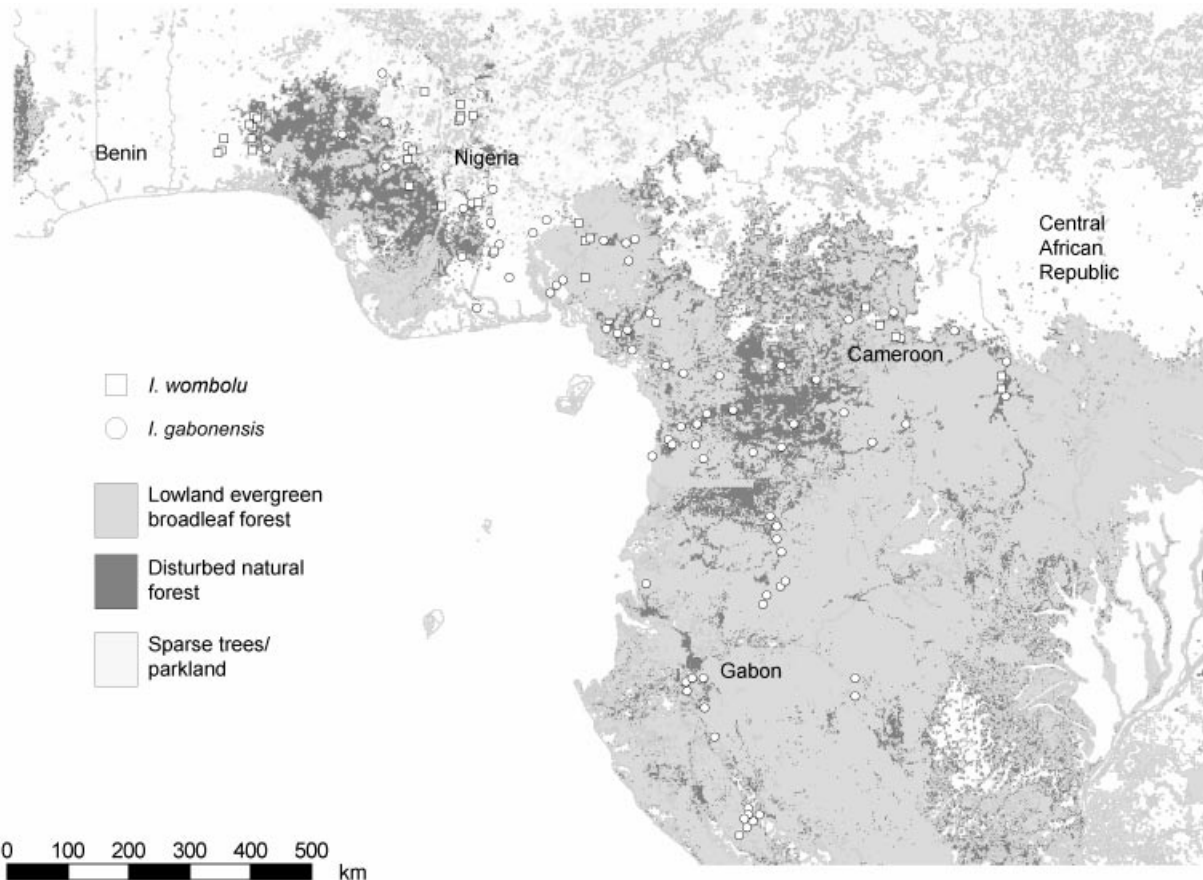 Benin
Nigeria
Central
African
Republic
Cameroon
I. wombolu
I. gabonensis
Lowland evergreen
broadleaf forest
Disturbed natural
forest
Sparse trees/
parkland
Gabon
0 100 200 300 400 500
km